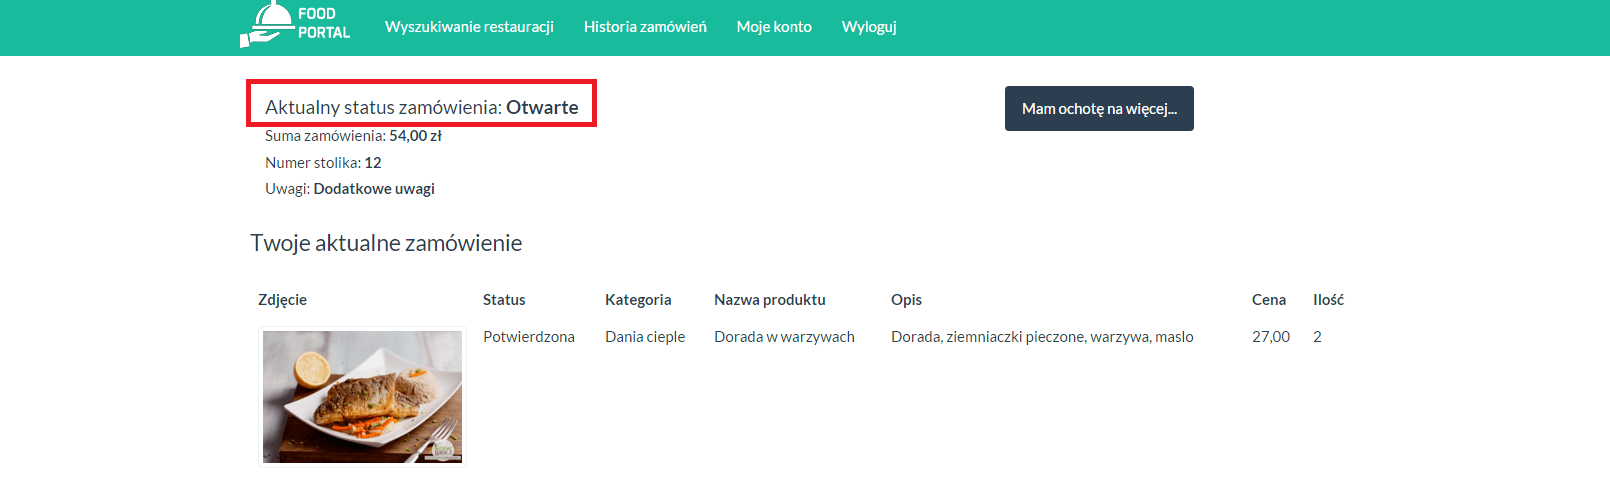 FOOD
PORTAL
Wyszukiwanie restauracji Historia zamówień Moje konto Wyloguj
Aktualny status zamówienia: Otwarte
Mam ochotę na więcej...
Suma zamówienia: 54,00 zł
Numer stolika: 12
Uwagi: Dodatkowe uwagi
Twoje aktualne zamówienie
Zdjęcie Status Kategoria Nazwa produktu Opis Cena Ilość
Potwierdzona Dania cieple Dorada w warzywach Dorada, ziemniaczki pieczone, warzywa, maslo 27,00 2